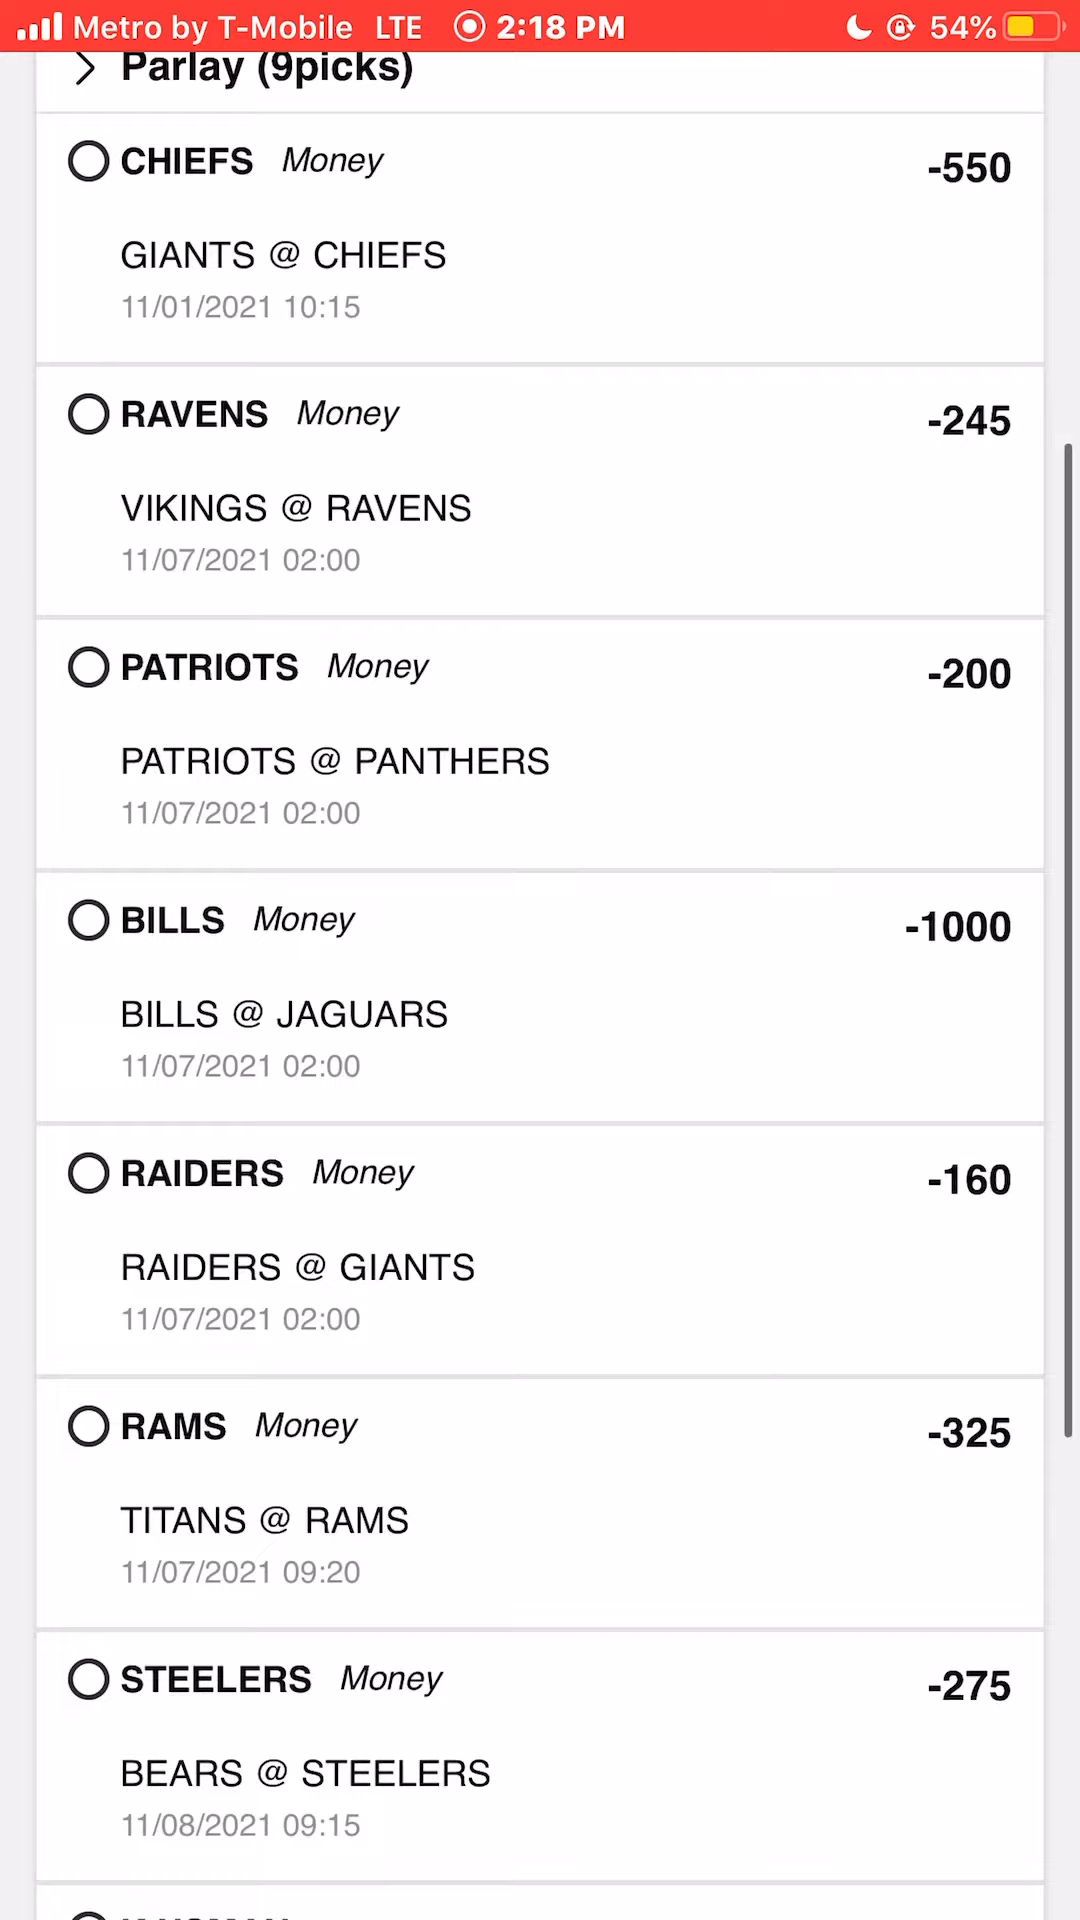 Metro by T-Mobile LTE 2:18 PM 54%
Parlay (9picks)
CHIEFS Money -550
GIANTS @ CHIEFS
11/01/2021 10:15
RAVENS Money -245
VIKINGS @ RAVENS
11/07/2021 02:00
PATRIOTS Money -200
PATRIOTS @ PANTHERS
11/07/2021 02:00
BILLS Money -1000
BILLS @ JAGUARS
11/07/2021 02:00
RAIDERS Money -160
RAIDERS @ GIANTS
11/07/2021 02:00
RAMS Money -325
TITANS @ RAMS
11/07/2021 09:20
STEELERS Money -275
BEARS @ STEELERS
11/08/2021 09:15